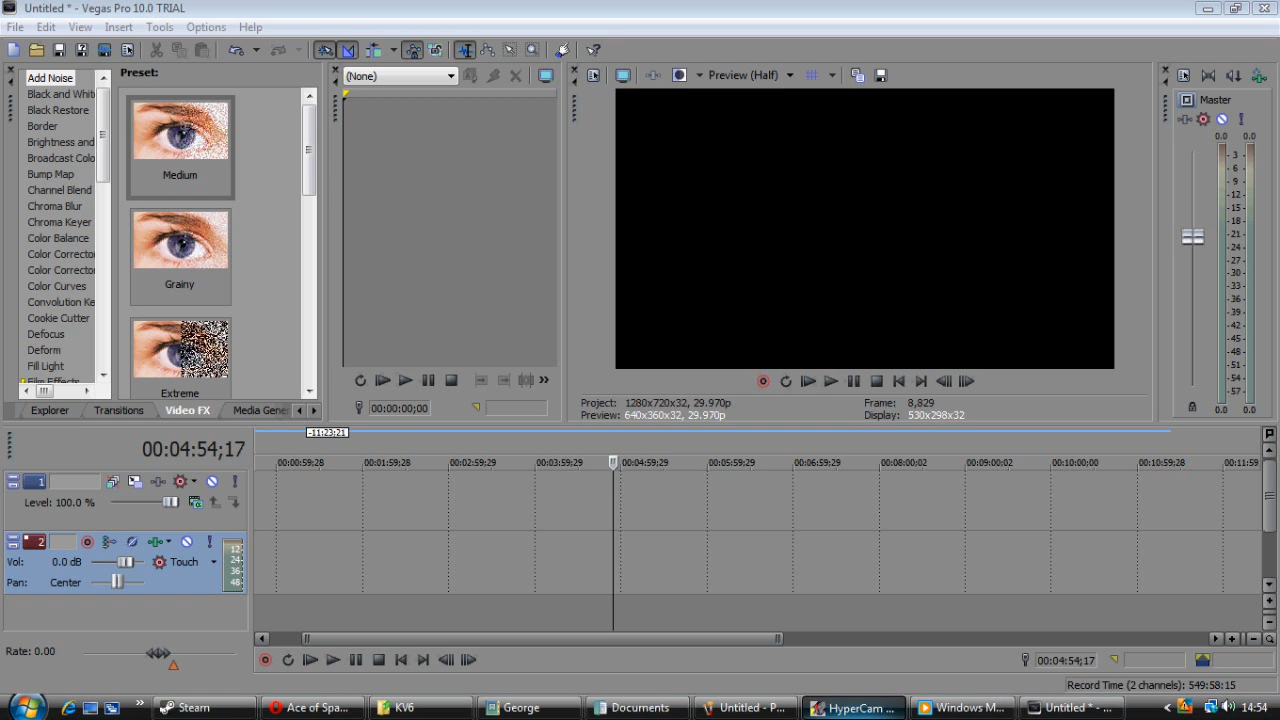 Untitled * - Vegas Pro 10.0 TRIAL
File Edit View Insert Tools Options Help
Add Noise
Black and White
Black Restore
Border
Brightness and
Broadcast Colo
Bump Map
Channel Blend
Chroma Blur
Chroma Keyer
Color Balance
Color Corrector
Color Corrector
Color Curves
Convolution Ke
Cookie Cutter
Defocus
Deform
Fill Light
Film Effects
Preset:
Medium
Grainy
Extreme
Explorer Transitions Video FX Media Gene
(None)
00:00:00;00
Preview (Half)
Project: 1280x720x32, 29.970p
Preview: 640x360x32, 29.970p
Frame: 8,829
Display: 530x298x32
Master
0.0 0.0
3
6
9
12
15
18
21
24
27
30
33
36
39
42
45
48
51
54
57
0.0 0.0
00:04:54;17
-11:23;21
00:00:59;28 00:01:59;28 00:02:59;29 00:03:59;29 00:04:59;29 00:05:59;29 00:06:59;29 00:08:00;02 00:09:00;02 00:10:00;00 00:10:59;28 00:11:59
1
Level: 100.0 %
2
Vol: 0.0 dB Touch
Pan: Center
12
24
36
48
Rate: 0.00
00:04:54;17
Record Time (2 channels): 549:58:15
Steam Ace of Spa... KV6 George Documents Untitled - P... HyperCam ... Windows M... Untitled * - ... 14:54